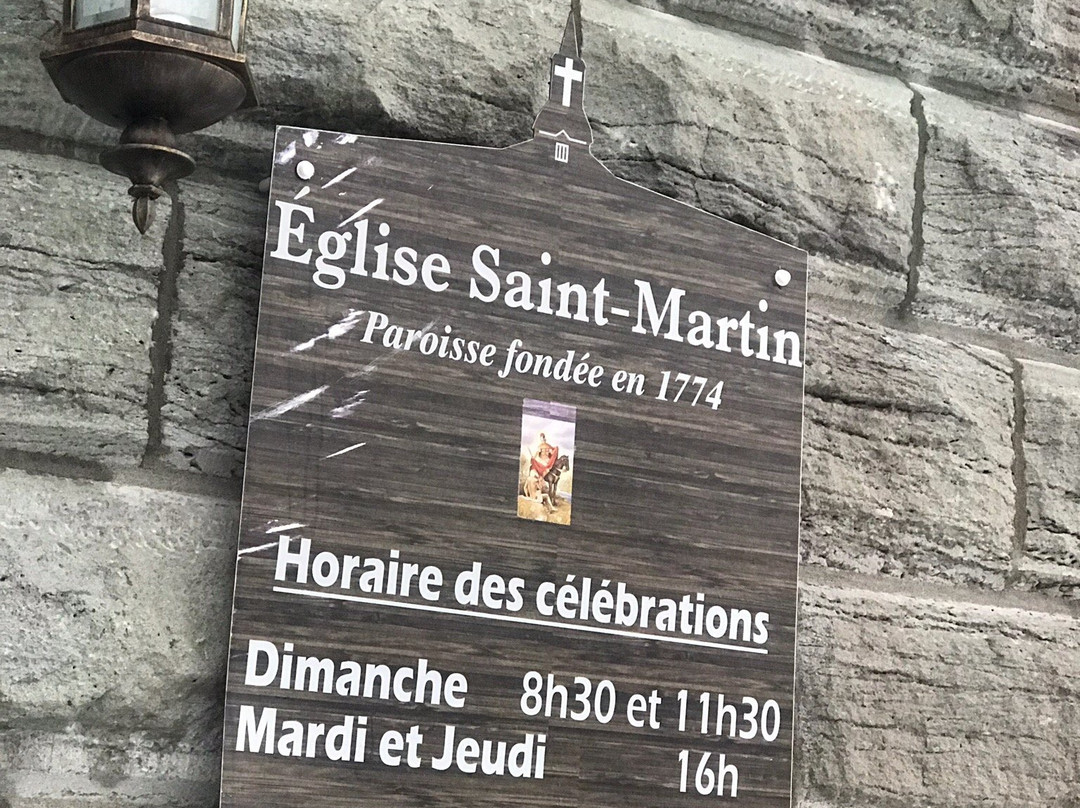 Église Saint-Martin
Paroisse fondée en 1774
Horaire des célébrations
Dimanche 8h30 et 11h30
Mardi et Jeudi 16h